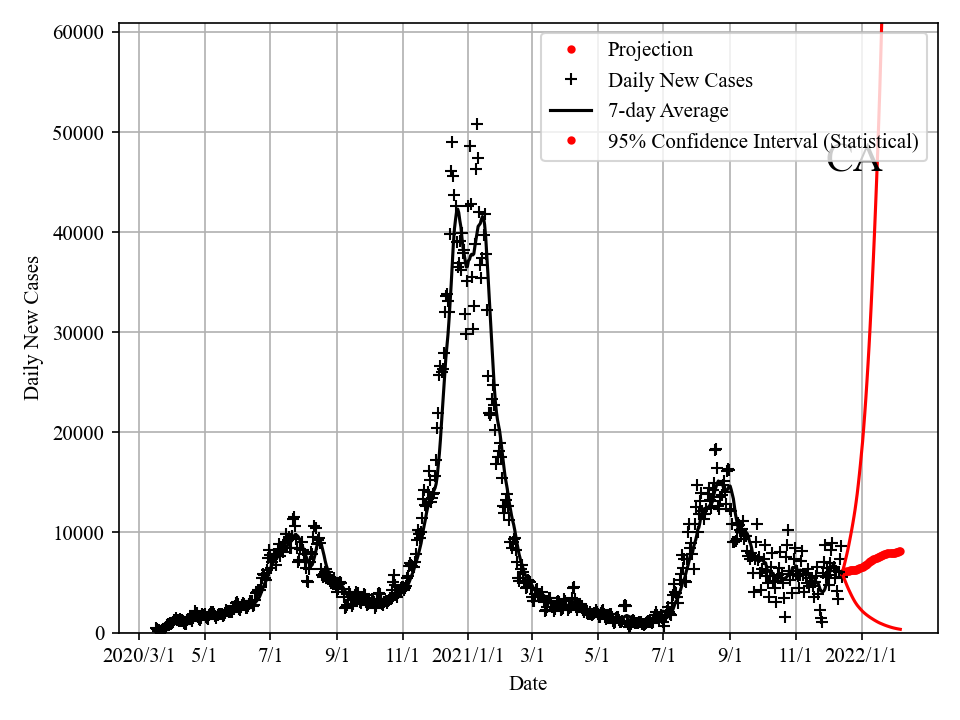 60000
50000
40000
30000
20000
10000
0
Daily New Cases
Projection
Daily New Cases
7-day Average
95% Confidence Interval (Statistical)
CA
2020/3/1 5/1 7/1 9/1 11/1 2021/1/1 3/1 5/1 7/1 9/1 11/1 2022/1/1
Date